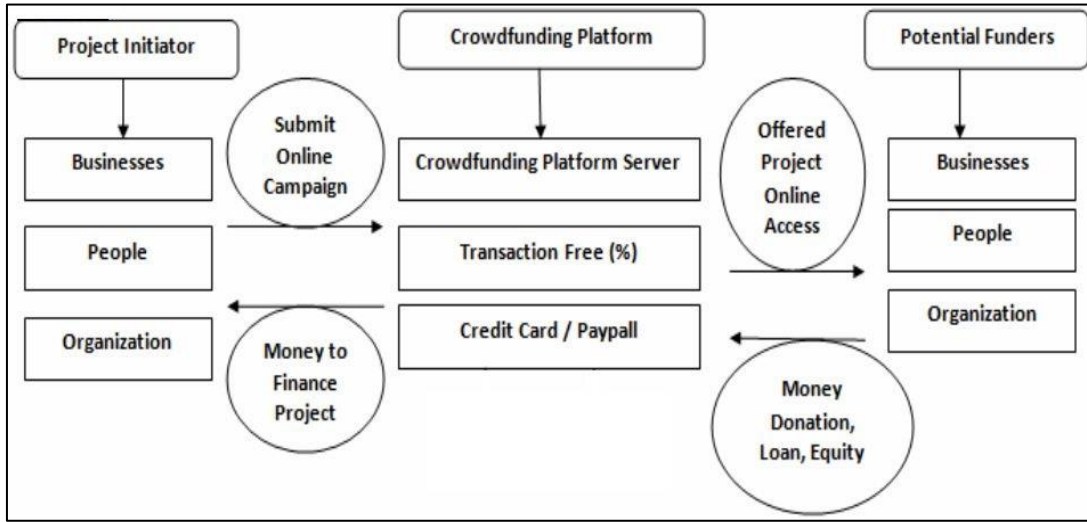 Project Initiator
Crowdfunding Platform
Potential Funders
Submit
Online
Campaign
Offered
Project
Online
Access
Businesses
Crowdfunding Platform Server
Businesses
People
Transaction Free (%)
People
Organization
Credit Card / Paypall
Organization
Money to
Finance
Project
Money
Donation,
Loan, Equity